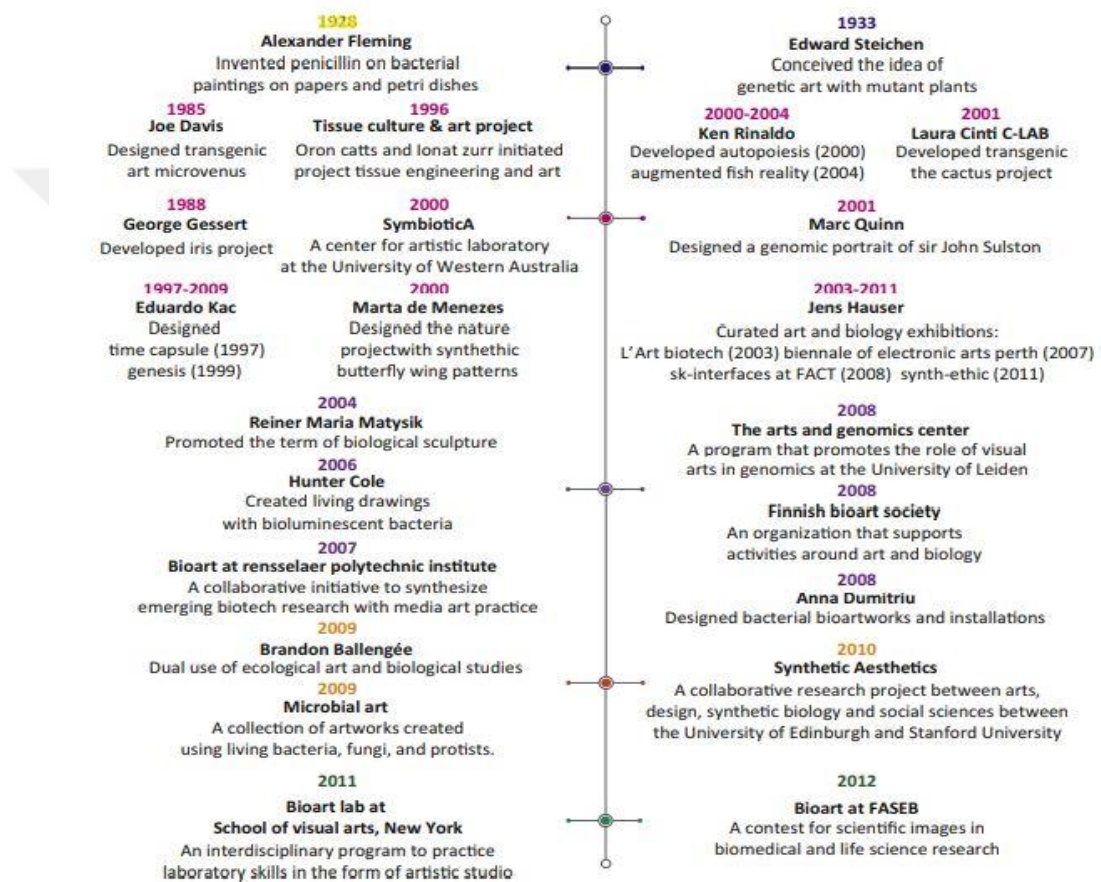 1928
Alexander Fleming
Invented penicillin on bacterial
paintings on papers and petri dishes
1933
Edward Steichen
Conceived the idea of
genetic art with mutant plants
1985
Joe Davis
Designed transgenic
art microvenus
1996
Tissue culture & art project
Oron catts and Ionat zurr initiated
project tissue engineering and art
2000-2004
Ken Rinaldo
Developed autopoiesis (2000)
augmented fish reality (2004)
2001
Laura Cinti C-LAB
Developed transgenic
the cactus project
1988
George Gessert
Developed iris project
2000
SymbioticA
A center for artistic laboratory
at the University of Western Australia
2001
Marc Quinn
Designed a genomic portrait of sir John Sulston
1997-2009
Eduardo Kac
Designed
time capsule (1997)
genesis (1999)
2000
Marta de Menezes
Designed the nature
projectwith synthethic
butterfly wing patterns
2003-2011
Jens Hauser
Curated art and biology exhibitions:
L'Art biotech (2003) biennale of electronic arts perth (2007)
sk-interfaces at FACT (2008) synth-ethic (2011)
2004
Reiner Maria Matysik
Promoted the term of biological sculpture
2008
The arts and genomics center
A program that promotes the role of visual
arts in genomics at the University of Leiden
2006
Hunter Cole
Created living drawings
with bioluminescent bacteria
2008
Finnish bioart society
An organization that supports
activities around art and biology
2007
Bioart at rensselaer polytechnic institute
A collaborative initiative to synthesize
emerging biotech research with media art practice
2008
Anna Dumitriu
Designed bacterial bioartworks and installations
2009
Brandon Ballengée
Dual use of ecological art and biological studies
2010
Synthetic Aesthetics
A collaborative research project between arts,
design, synthetic biology and social sciences between
the University of Edinburgh and Stanford University
2009
Microbial art
A collection of artworks created
using living bacteria, fungi, and protists.
2011
Bioart lab at
School of visual arts, New York
An interdisciplinary program to practice
laboratory skills in the form of artistic studio
2012
Bioart at FASEB
A contest for scientific images in
biomedical and life science research